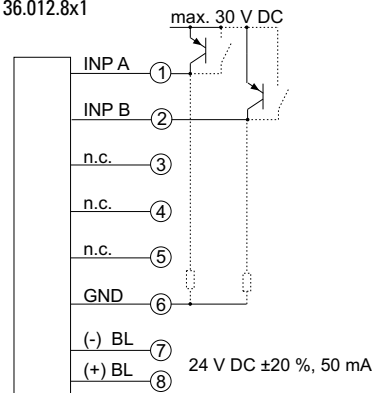 36.012.8x1
max. 30 V DC
INP A 1
INP B 2
n.c. 3
n.c. 4
n.c. 5
GND 6
(-) BL 7
24 V DC ±20 %, 50 mA
(+) BL 8